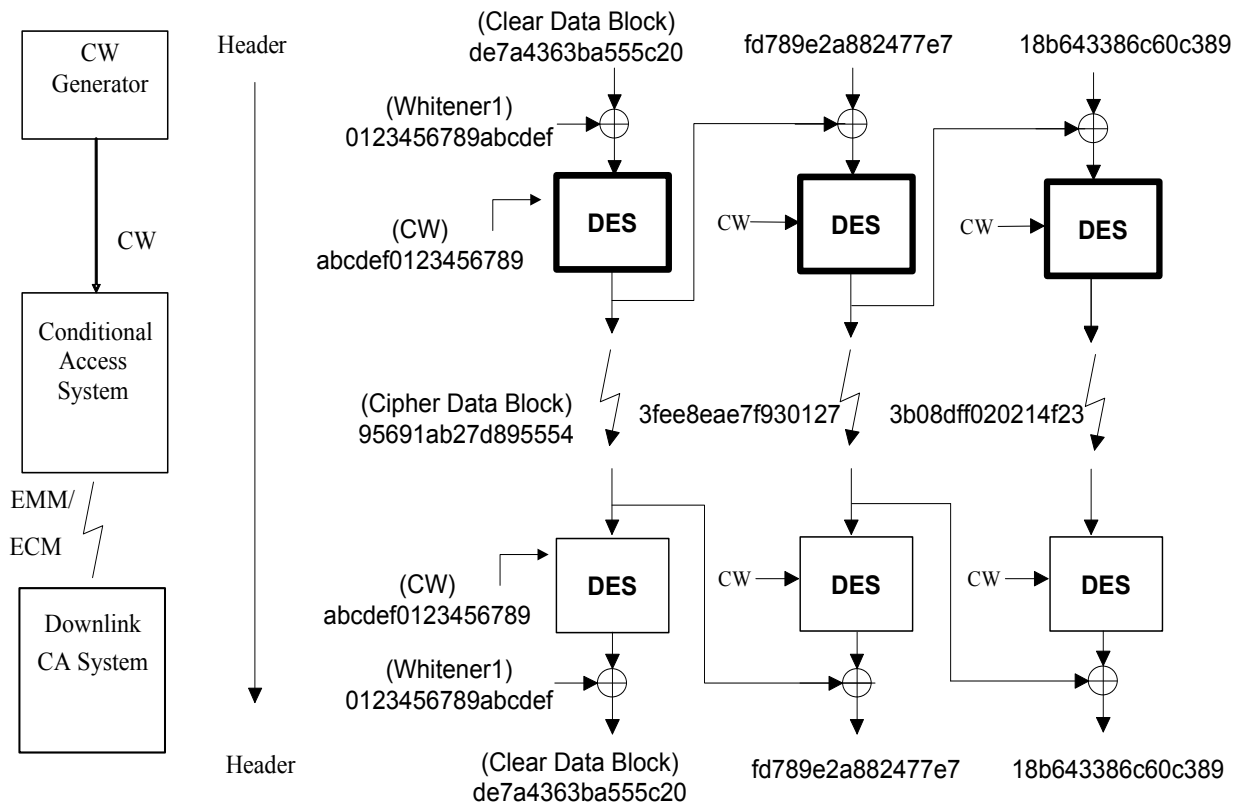 CW
Generator
CW
Conditional
Access
System
EMM/
ECM
Downlink
CA System
Header
Header
(Clear Data Block)
de7a4363ba555c20
fd789e2a882477e7
18b643386c60c389
(Whitener1)
0123456789abcdef
DES
DES
DES
(CW)
abcdef0123456789
CW
CW
(Cipher Data Block)
95691ab27d895554
3fee8eae7f930127
3b08dff020214f23
DES
DES
DES
(CW)
abcdef0123456789
CW
CW
(Whitener1)
0123456789abcdef
(Clear Data Block)
de7a4363ba555c20
fd789e2a882477e7
18b643386c60c389